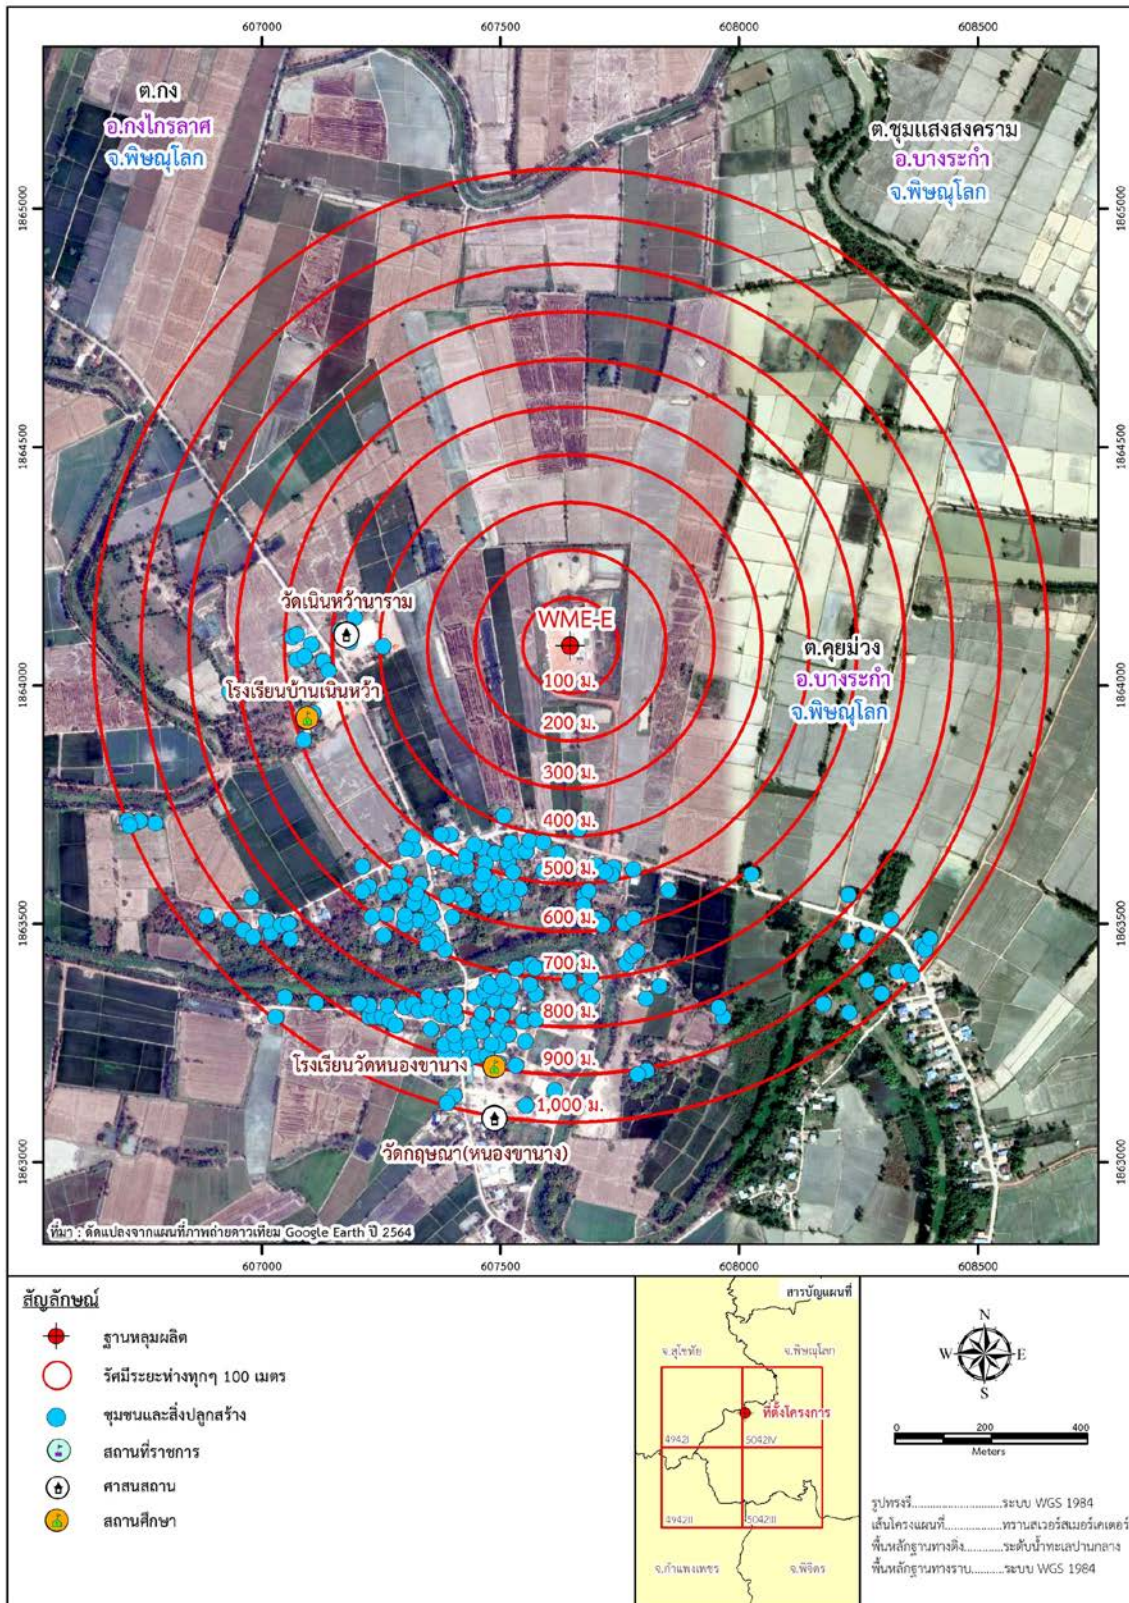 607000 607500 608000 608500
ต.กง
อ.กงไกรลาศ
จ.พิษณุโลก
ต.ชุมแสงสงคราม
อ.บางระกำ
จ.พิษณุโลก
1865000 1865000
1864500 1864500
วัดเนินหว้านาราม
WME-E
ต.คุยม่วง
อ.บางระกำ
จ.พิษณุโลก
โรงเรียนบ้านเนินหว้า
1864000 1864000
100 ม.
200 ม.
300 ม.
400 ม.
500 ม.
600 ม.
1863500 1863500
700 ม.
800 ม.
900 ม.
โรงเรียนวัดหนองขานาง
1,000 ม.
วัดกฤษณา(หนองขานาง)
1863000 1863000
ที่มา : ดัดแปลงจากแผนที่ภาพถ่ายดาวเทียม Google Earth ปี 2564
607000 607500 608000 608500
สัญลักษณ์
ฐานหลุมผลิต
รัศมีระยะห่างทุกๆ 100 เมตร
ชุมชนและสิ่งปลูกสร้าง
สถานที่ราชการ
ศาสนสถาน
สถานศึกษา
สารบัญแผนที่
จ.สุโขทัย จ.พิษณุโลก
ที่ตั้งโครงการ
4942I 5042IV
4942II 5042III
จ.กำแพงเพชร จ.พิจิตร
N
W E
S
0 200 400
Meters
รูปทรงรี..............................ระบบ WGS 1984
เส้นโครงแผนที่..................ทรานสเวอร์สเมอร์เคเตอร์
พื้นหลักฐานทางดิ่ง.............ระดับน้ำทะเลปานกลาง
พื้นหลักฐานทางราบ...........ระบบ WGS 1984